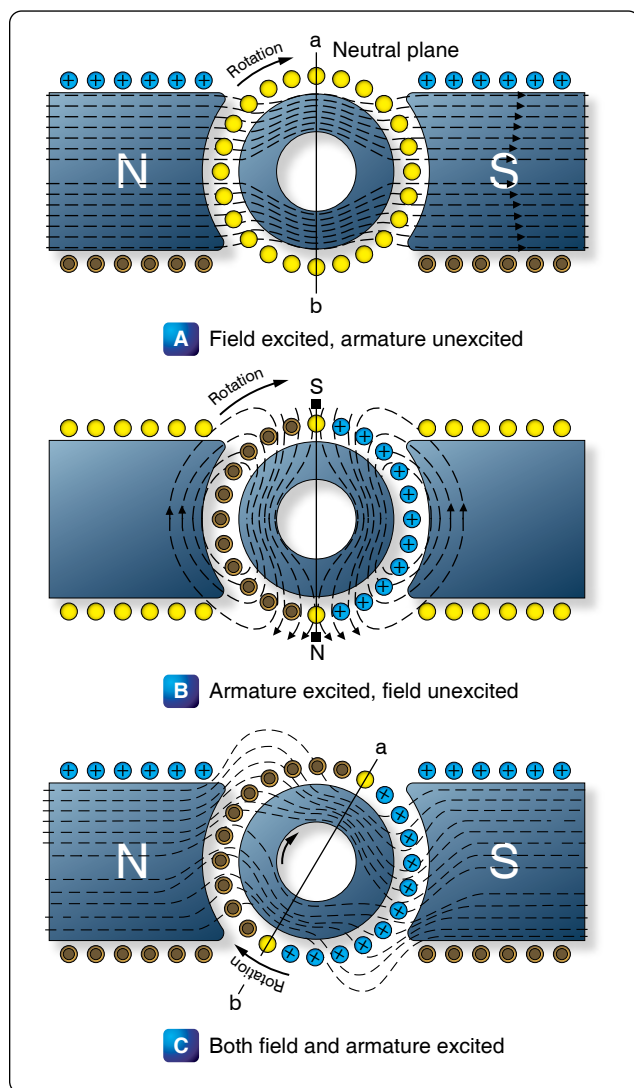 a
Neutral plane
Rotation
N
S
b
A Field excited, armature unexcited
S
Rotation
N
B Armature excited, field unexcited
a
N
S
Rotation
b
C Both field and armature excited